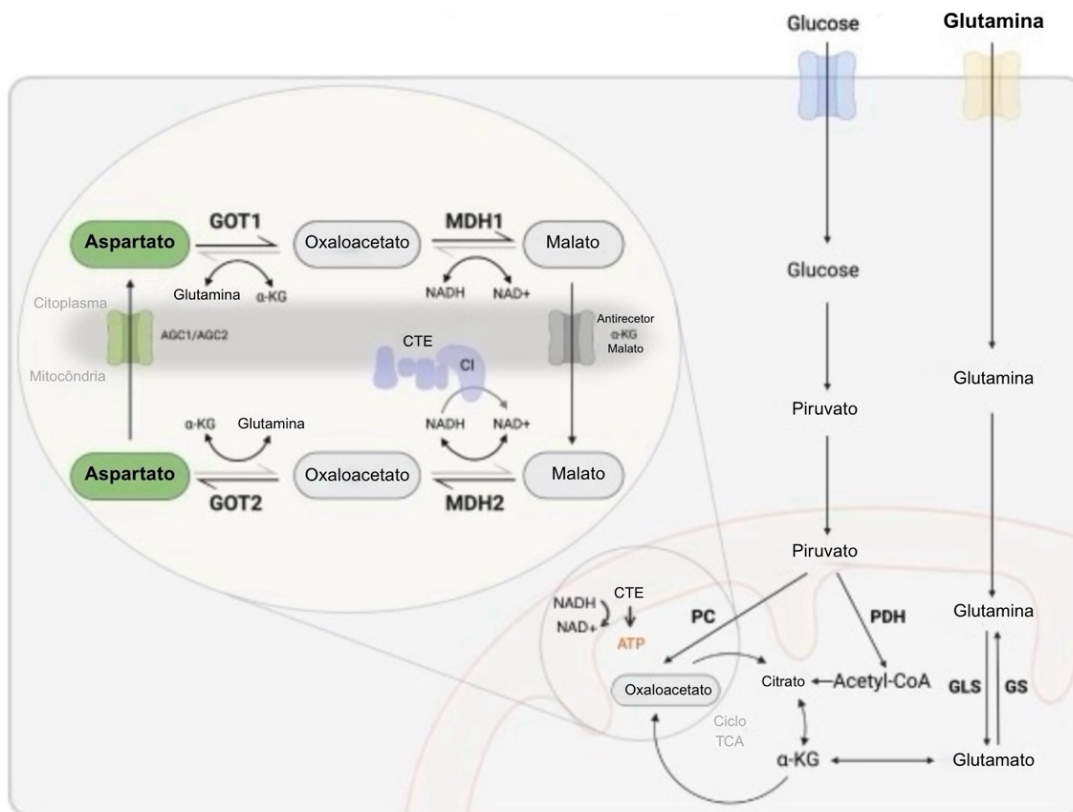 Glucose
Glutamina
GOT1
MDH1
Aspartato
Oxaloacetato
Malato
Glutamina
α-KG
NADH
NAD+
Citoplasma
AGC1/AGC2
Mitocôndria
CTE
CI
Antirecetor
α-KG
Malato
α-KG
Glutamina
NADH
NAD+
Aspartato
Oxaloacetato
Malato
GOT2
MDH2
Glucose
Piruvato
Glutamina
Piruvato
NADH
NAD+
CTE
ATP
PC
PDH
Glutamina
Oxaloacetato
Citrato
Acetyl-CoA
GLS
GS
Ciclo
TCA
α-KG
Glutamato